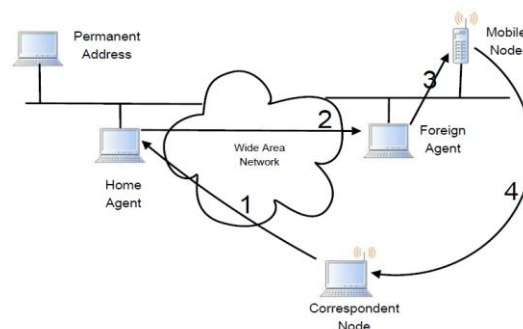 Permanent
Address
Mobile
Node
3
2
Wide Area
Network
Foreign
Agent
Home
Agent
1
4
Correspondent
Node